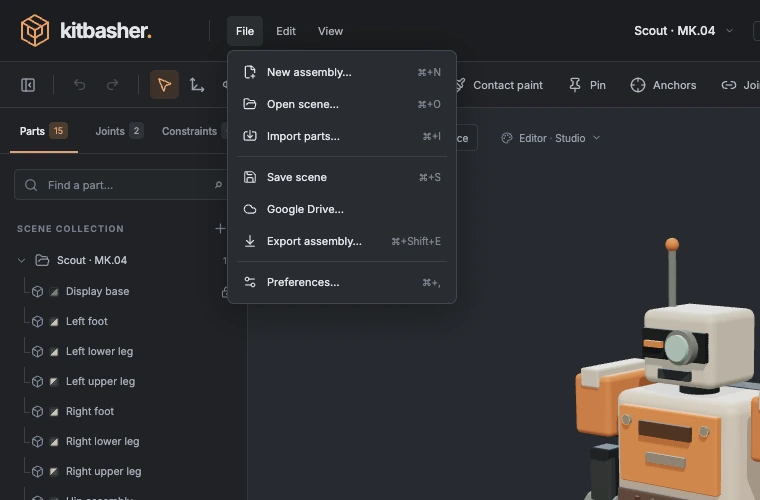 kitbasher.
File Edit View
Scout · MK.04
New assembly... ⌘+N
Open scene... ⌘+O
Import parts... ⌘+I
Save scene ⌘+S
Google Drive...
Export assembly... ⌘+Shift+E
Preferences... ⌘+,
Contact paint Pin Anchors
Parts 15 Joints 2 Constraints
Editor · Studio
Find a part...
SCENE COLLECTION
Scout · MK.04
Display base
Left foot
Left lower leg
Left upper leg
Right foot
Right lower leg
Right upper leg